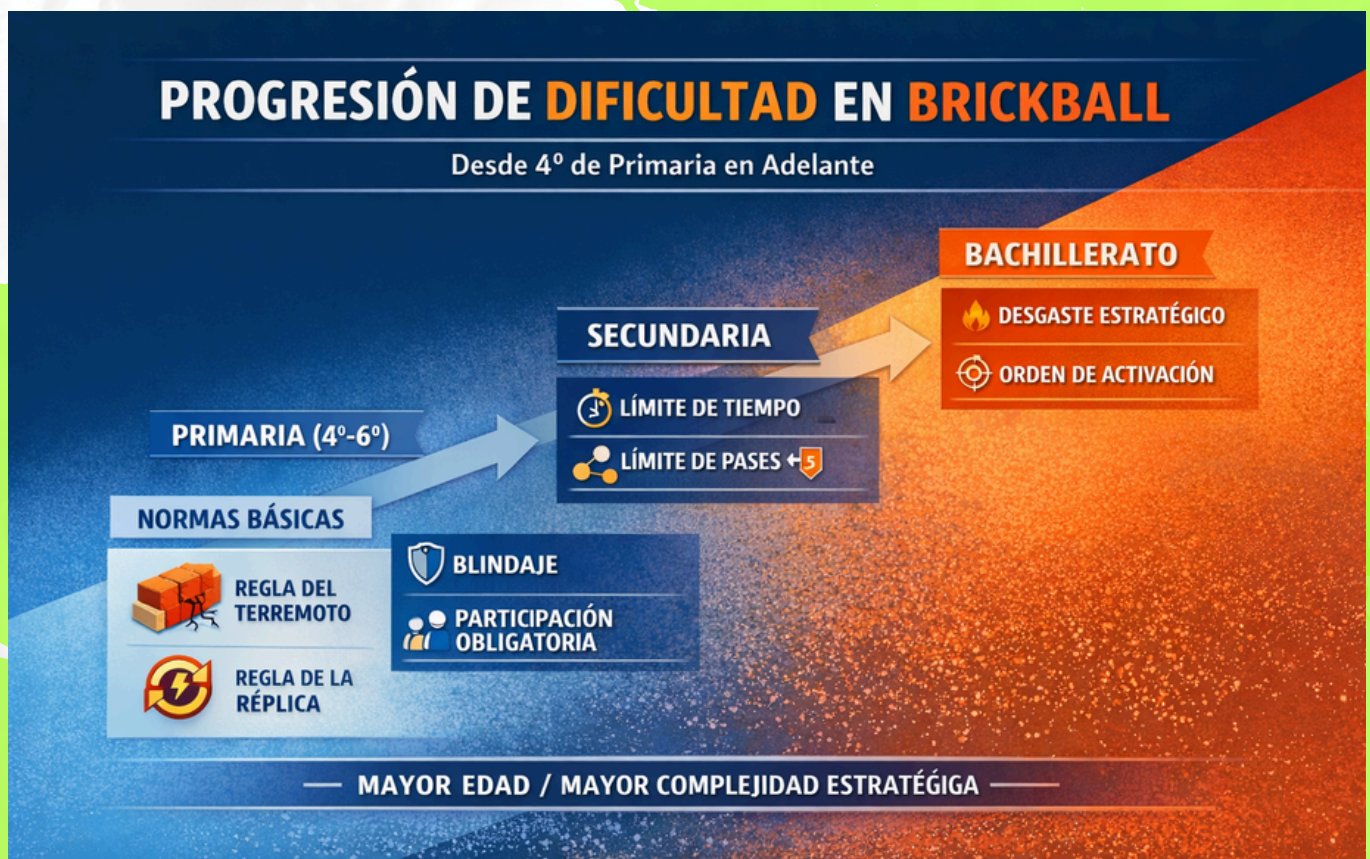 PROGRESIÓN DE DIFICULTAD EN BRICKBALL
Desde 4º de Primaria en Adelante
BACHILLERATO
DESGASTE ESTRATÉGICO
ORDEN DE ACTIVACIÓN
SECUNDARIA
LÍMITE DE TIEMPO
LÍMITE DE PASES 5
PRIMARIA (4º-6º)
NORMAS BÁSICAS
REGLA DEL
TERREMOTO
REGLA DE LA
RÉPLICA
BLINDAJE
PARTICIPACIÓN
OBLIGATORIA
MAYOR EDAD / MAYOR COMPLEJIDAD ESTRATÉǴIGA